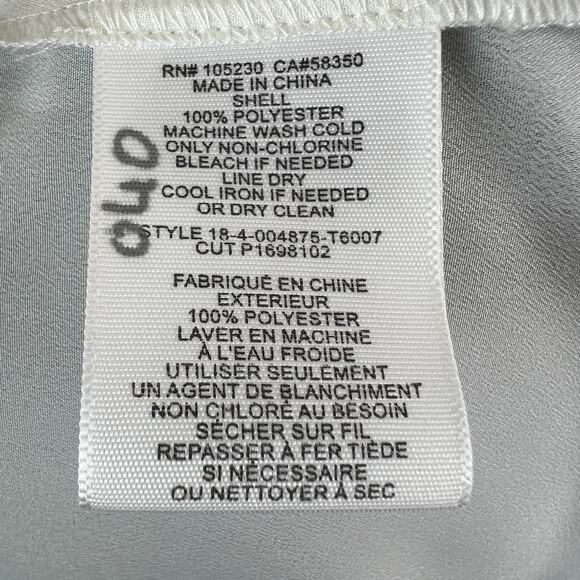 RN# 105230 CA#58350
MADE IN CHINA
SHELL
100% POLYESTER
MACHINE WASH COLD
ONLY NON-CHLORINE
BLEACH IF NEEDED
LINE DRY
COOL IRON IF NEEDED
OR DRY CLEAN
STYLE 18-4-004875-T6007
CUT P1698102
FABRIQUÉ EN CHINE
EXTERIEUR
100% POLYESTER
LAVER EN MACHINE
À L'EAU FROIDE
UTILISER SEULEMENT
UN AGENT DE BLANCHIMENT
NON CHLORÉ AU BESOIN
SÉCHER SUR FIL
REPASSER À FER TIÈDE
SI NÉCESSAIRE
OU NETTOYER À SEC
040